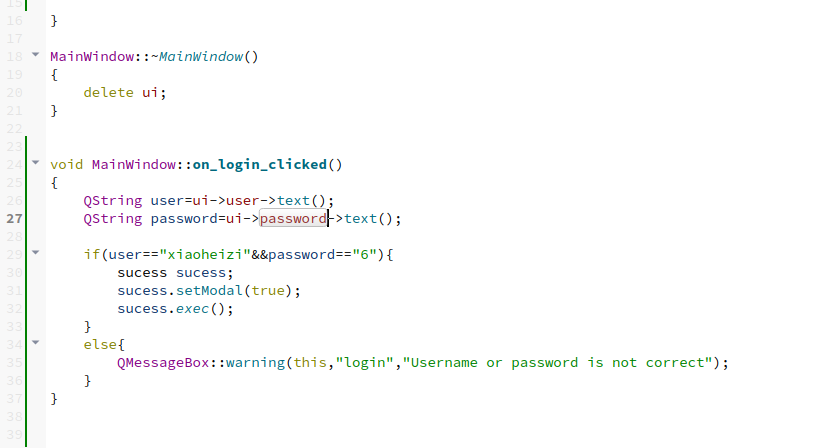 15
16 }
17
18 MainWindow::~MainWindow()
19 {
20 delete ui;
21 }
22
23
24 void MainWindow::on_login_clicked()
25 {
26 QString user=ui->user->text();
27 QString password=ui->password->text();
28
29 if(user=="xiaoheizi"&&password=="6"){
30 sucess sucess;
31 sucess.setModal(true);
32 sucess.exec();
33 }
34 else{
35 QMessageBox::warning(this,"login","Username or password is not correct");
36 }
37 }
38
39